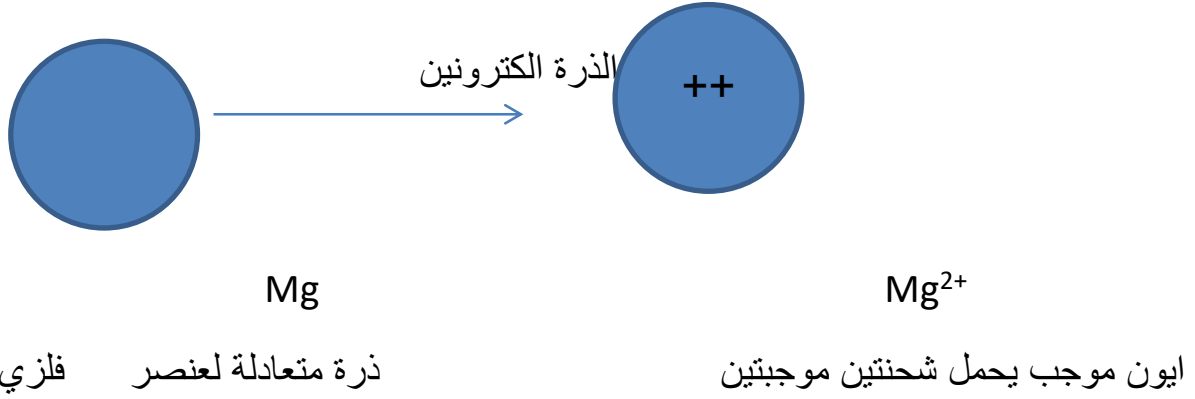 الذرة الكترونين
++
Mg
Mg²⁺
ذرة متعادلة لعنصر فلزي
ايون موجب يحمل شحنتين موجبتين